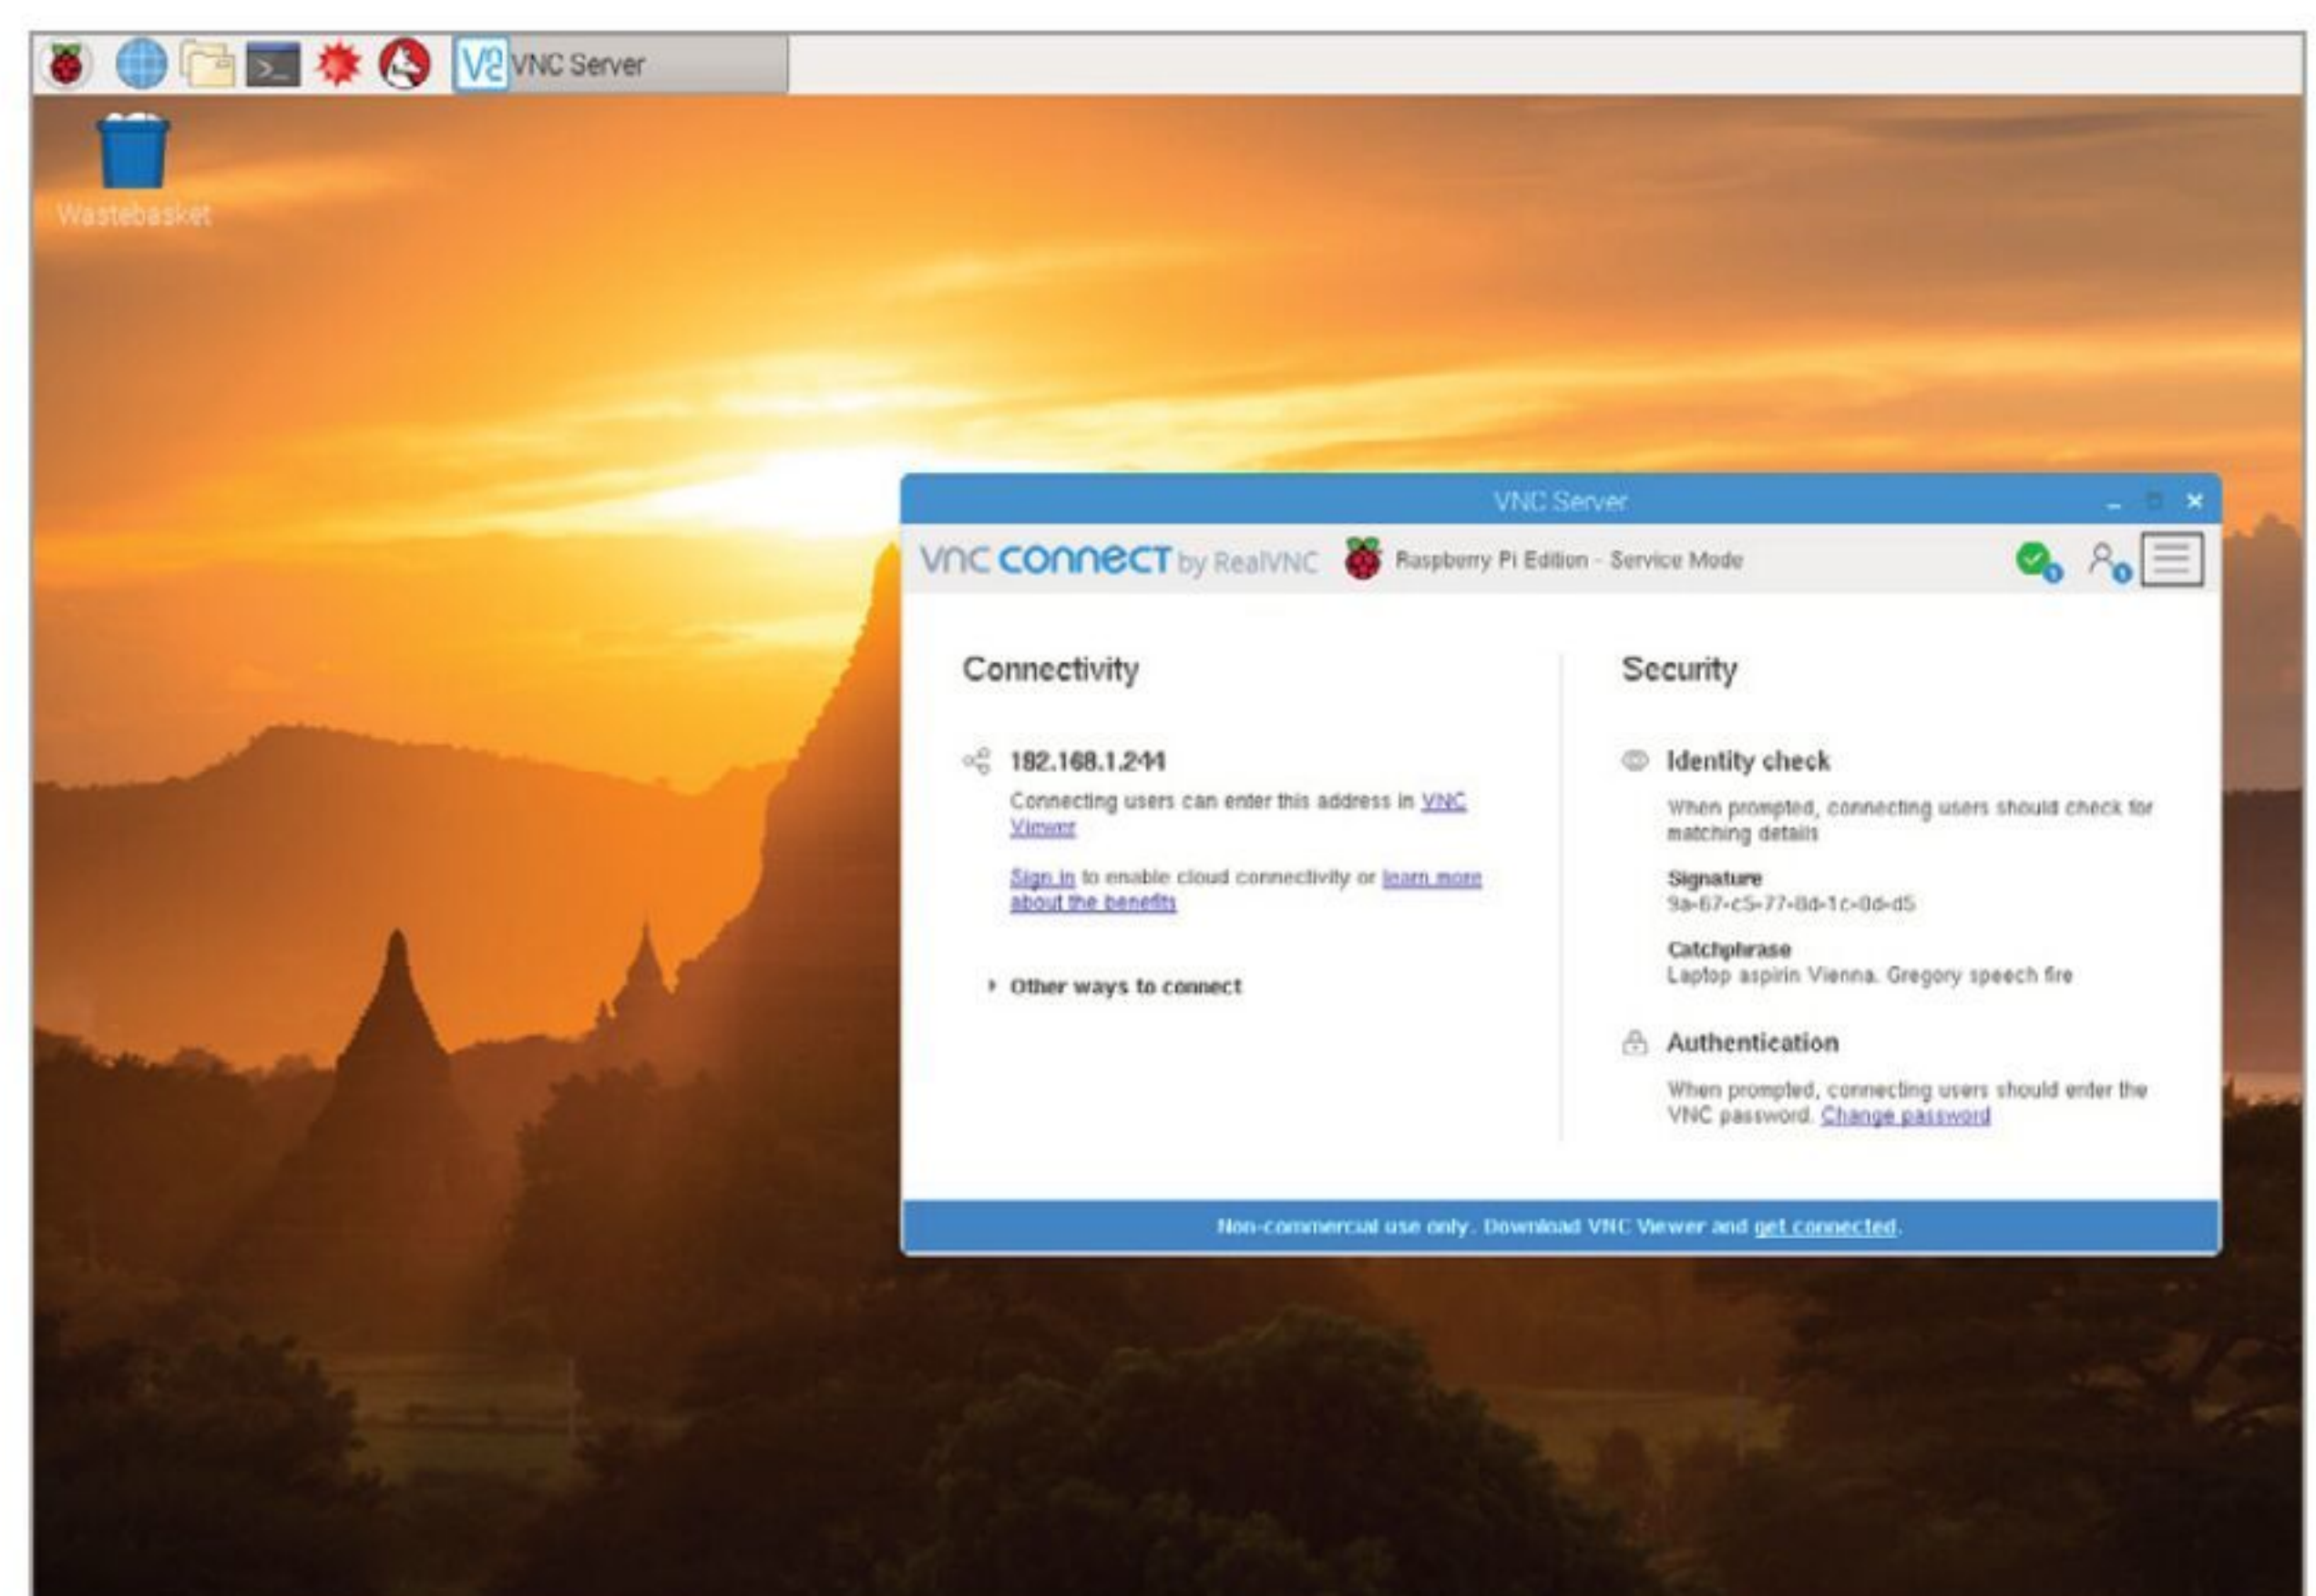 VNC Server
Wastebasket
VNC Server
vnc connect by RealVNC Raspberry Pi Edition - Service Mode
Connectivity
192.168.1.244
Connecting users can enter this address in VNC
Viewer
Sign in to enable cloud connectivity or learn more
about the benefits
Other ways to connect
Security
Identity check
When prompted, connecting users should check for
matching details
Signature
9a-67-c5-77-8d-1c-0d-d5
Catchphrase
Laptop aspirin Vienna. Gregory speech fire
Authentication
When prompted, connecting users should enter the
VNC password. Change password
Non-commercial use only. Download VNC Viewer and get connected.